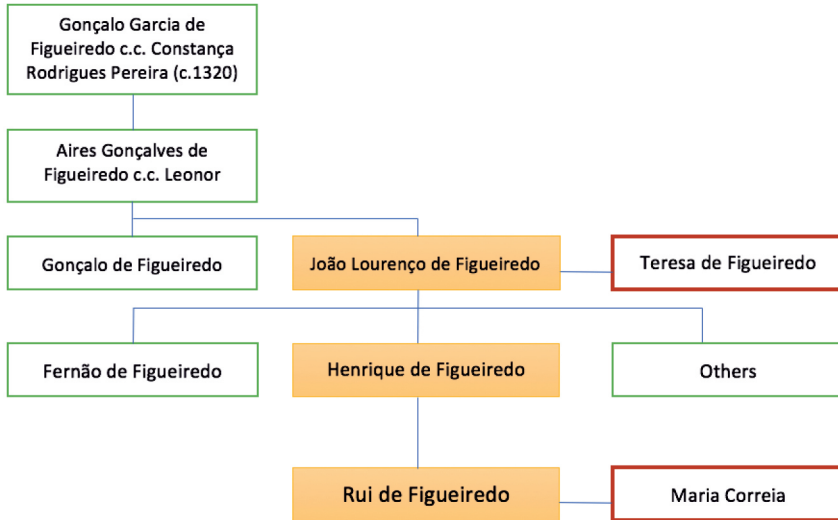 Gonçalo Garcia de
Figueiredo c.c. Constança
Rodrigues Pereira (c.1320)
Aires Gonçalves de
Figueiredo c.c. Leonor
Gonçalo de Figueiredo
João Lourenço de Figueiredo
Teresa de Figueiredo
Fernão de Figueiredo
Henrique de Figueiredo
Others
Rui de Figueiredo
Maria Correia